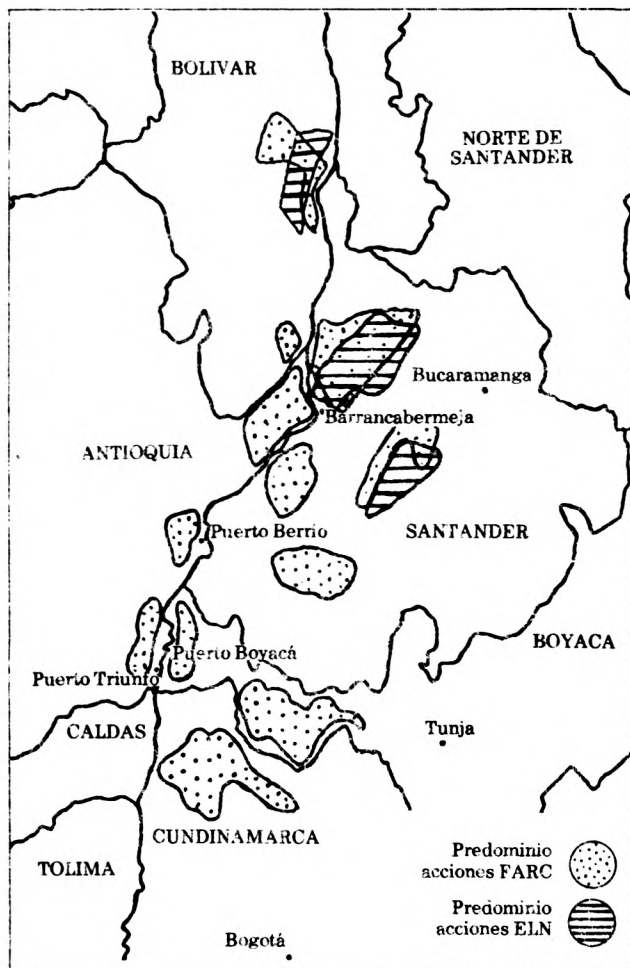 BOLIVAR
NORTE DE
SANTANDER
Bucaramanga
Barrancabermeja
ANTIOQUIA
Puerto Berrio
SANTANDER
BOYACA
Puerto Boyacá
Puerto Triunfo
CALDAS
Tunja
CUNDINAMARCA
TOLIMA
Predominio
acciones FARC
Predominio
acciones ELN
Bogotá